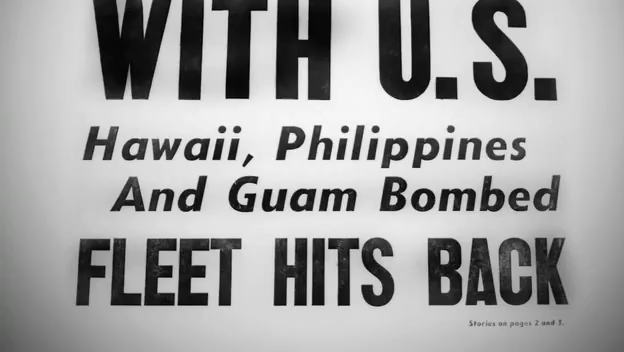 WITH U.S.
Hawaii, Philippines
And Guam Bombed
FLEET HITS BACK
Stories on pages 2 and 3.